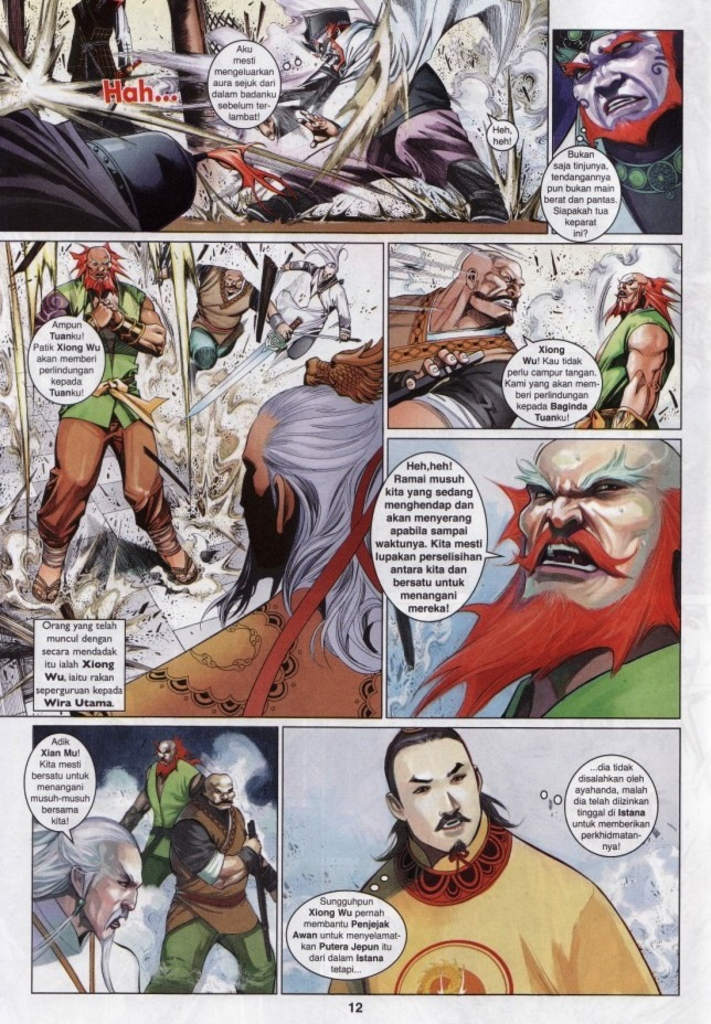 Aku
mesti
mengeluarkan
aura sejuk dari
dalam badanku
sebelum ter-
lambat!
Hah...
Heh,
heh!
Bukan
saja tinjunya,
tendangannya
pun bukan main
berat dan pantas.
Siapakah tua
keparat
ini?
Ampun
Tuanku!
Patik Xiong Wu
akan memberi
perlindungan
kepada
Tuanku!
Orang yang telah
muncul dengan
secara mendadak
itu ialah Xiong
Wu, iaitu rakan
seperguruan kepada
Wira Utama.
Xiong
Wu! Kau tidak
perlu campur tangan.
Kami yang akan mem-
beri perlindungan
kepada Baginda
Tuanku!
Heh,heh!
Ramai musuh
kita yang sedang
menghendap dan
akan menyerang
apabila sampai
waktunya. Kita mesti
lupakan perselisihan
antara kita dan
bersatu untuk
menangani
mereka!
Adik
Xian Mu!
Kita mesti
bersatu untuk
menangani
musuh-musuh
bersama
kita!
Sungguhpun
Xiong Wu pernah
membantu Penjejak
Awan untuk menyelamat-
kan Putera Jepun itu
dari dalam Istana
tetapi...
...dia tidak
disalahkan oleh
ayahanda, malah
dia telah diizinkan
tinggal di Istana
untuk memberikan
perkhidmatan-
nya!
12